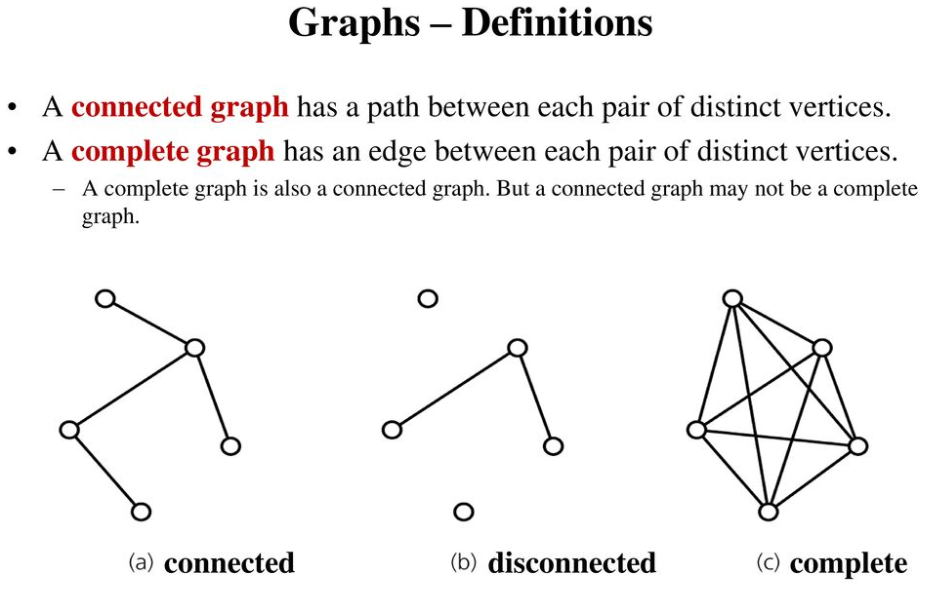 Graphs – Definitions
• A connected graph has a path between each pair of distinct vertices.
• A complete graph has an edge between each pair of distinct vertices.
– A complete graph is also a connected graph. But a connected graph may not be a complete
graph.
(a) connected (b) disconnected (c) complete